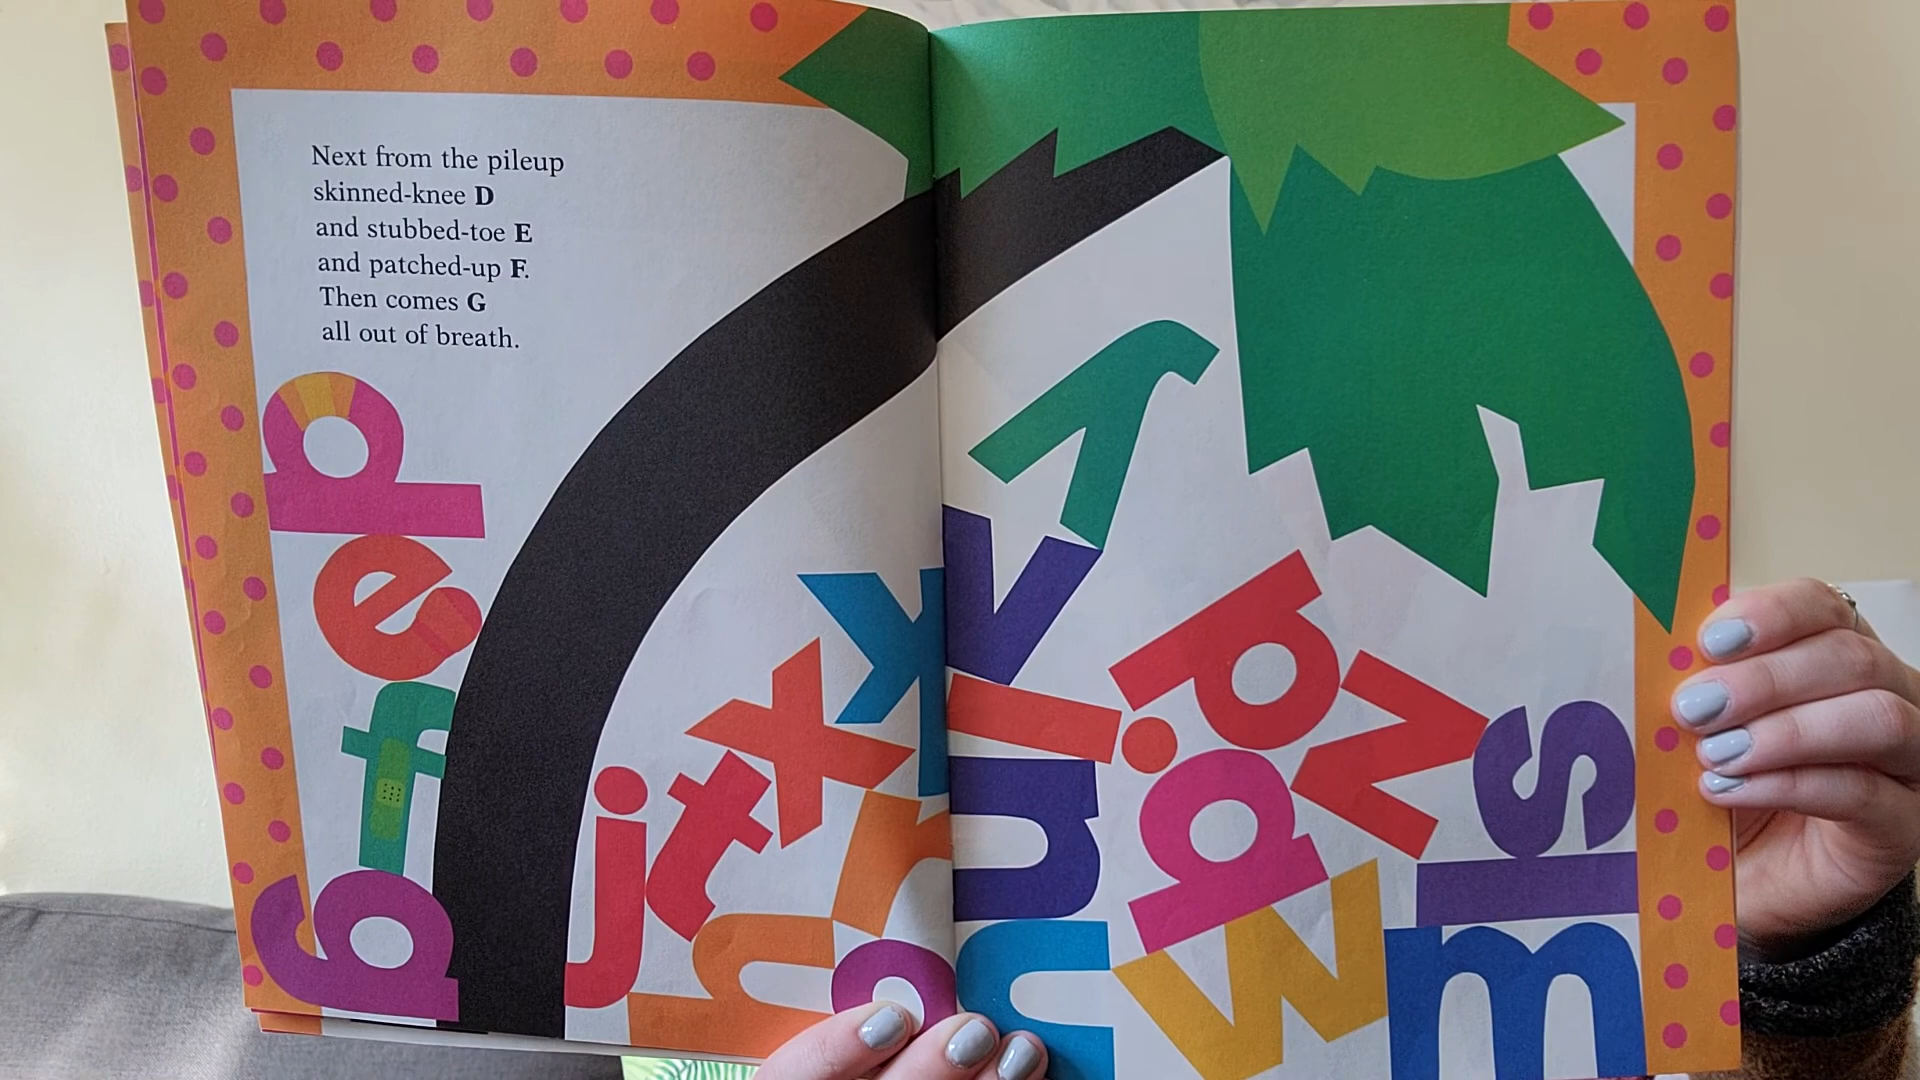 Next from the pileup
skinned-knee D
and stubbed-toe E
and patched-up F.
Then comes G
all out of breath.
d
e
f
g
j
t
x
k
r
h
o
y
v
i
u
n
p
q
z
w
s
l
m